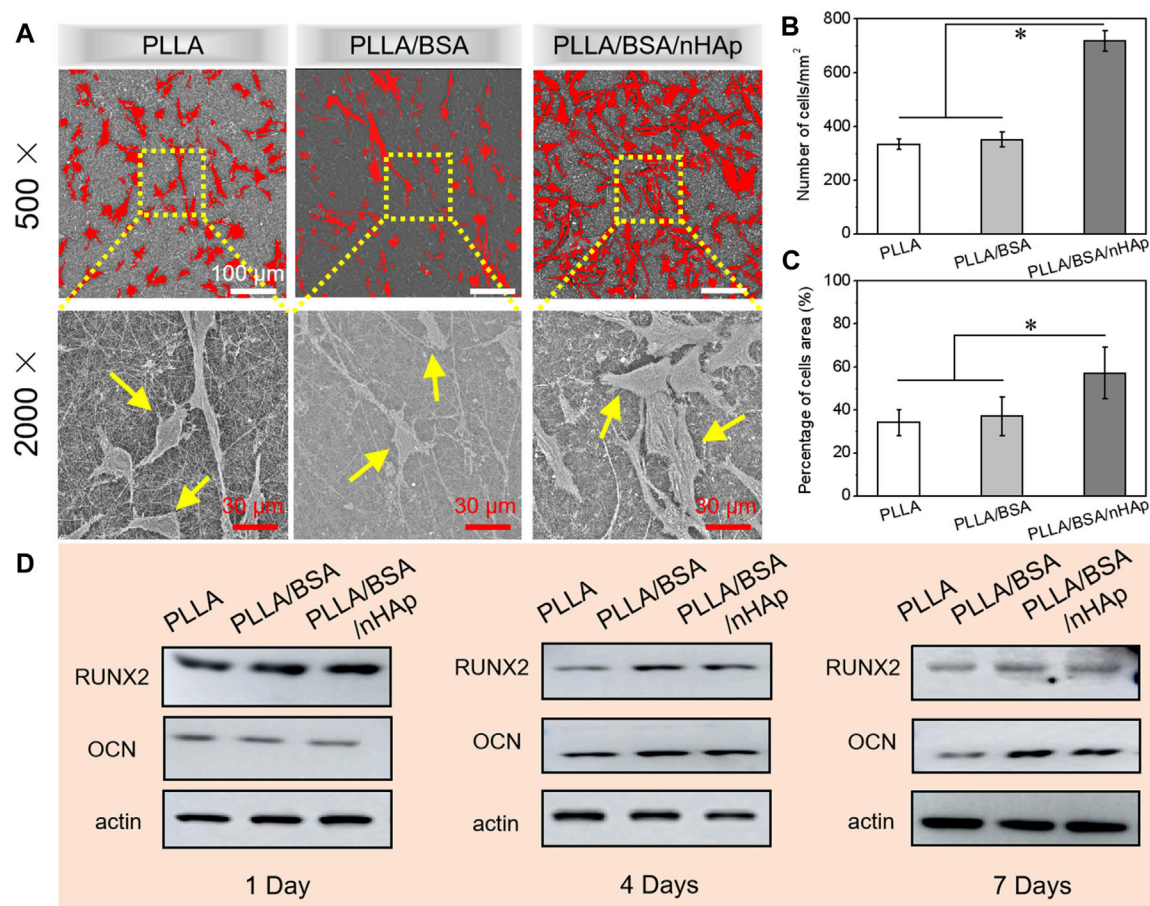 A
PLLA
PLLA/BSA
PLLA/BSA/nHAp
500 ×
100 μm
2000 ×
30 μm
30 μm
30 μm
B
Number of cells/mm²
800
600
400
200
0
*
PLLA
PLLA/BSA
PLLA/BSA/nHAp
C
Percentage of cells area (%)
100
80
60
40
20
0
*
PLLA
PLLA/BSA
PLLA/BSA/nHAp
D
PLLA
PLLA/BSA
PLLA/BSA
/nHAp
RUNX2
OCN
actin
1 Day
PLLA
PLLA/BSA
PLLA/BSA
/nHAp
RUNX2
OCN
actin
4 Days
PLLA
PLLA/BSA
PLLA/BSA
/nHAp
RUNX2
OCN
actin
7 Days